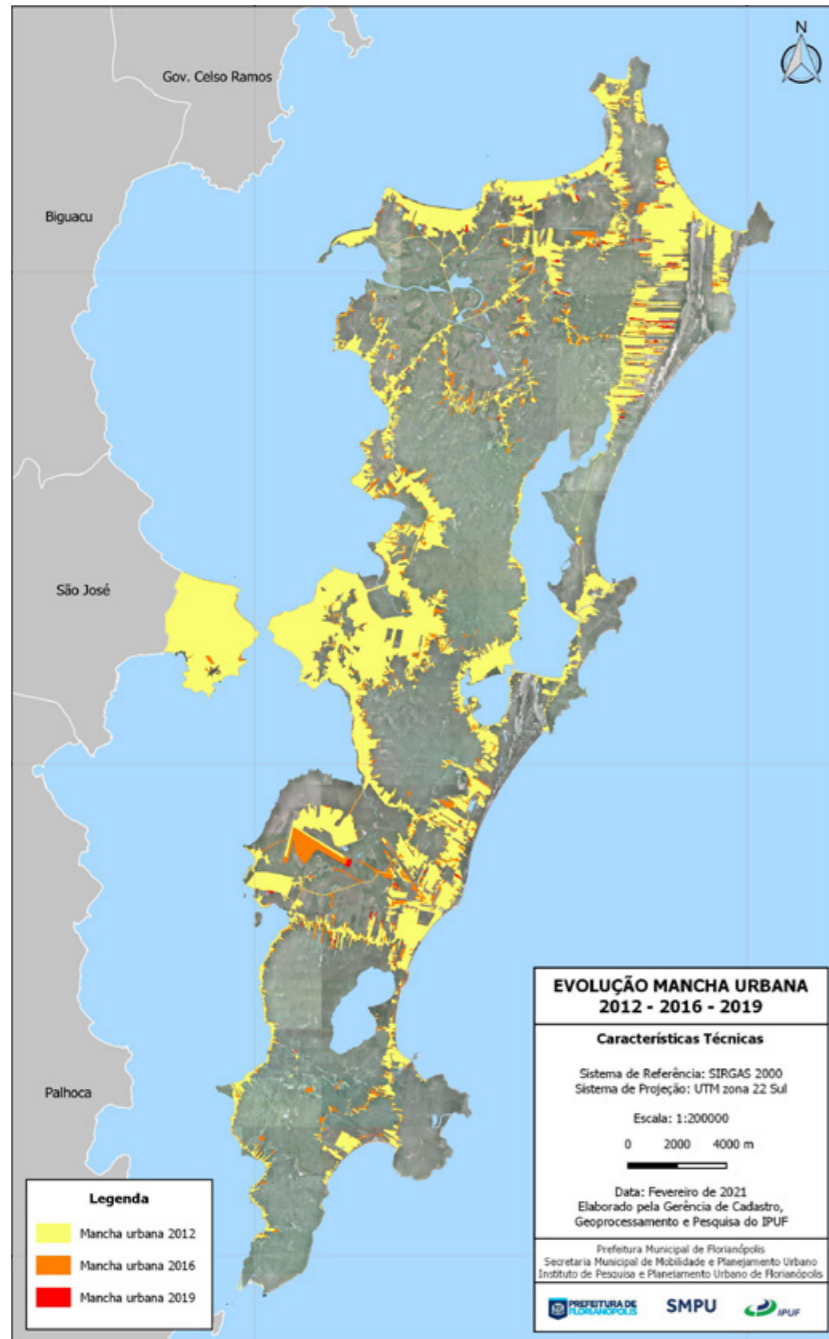 Gov. Celso Ramos
N
Biguacu
São José
Palhoca
EVOLUÇÃO MANCHA URBANA
2012 - 2016 - 2019
Características Técnicas
Sistema de Referência: SIRGAS 2000
Sistema de Projeção: UTM zona 22 Sul
Escala: 1:200000
0 2000 4000 m
Data: Fevereiro de 2021
Elaborado pela Gerência de Cadastro,
Geoprocessamento e Pesquisa do IPUF
Prefeitura Municipal de Florianópolis
Secretaria Municipal de Mobilidade e Planejamento Urbano
Instituto de Pesquisa e Planejamento Urbano de Florianópolis
PREFEITURA DE
FLORIANÓPOLIS
SMPU
IPUF
Legenda
Mancha urbana 2012
Mancha urbana 2016
Mancha urbana 2019